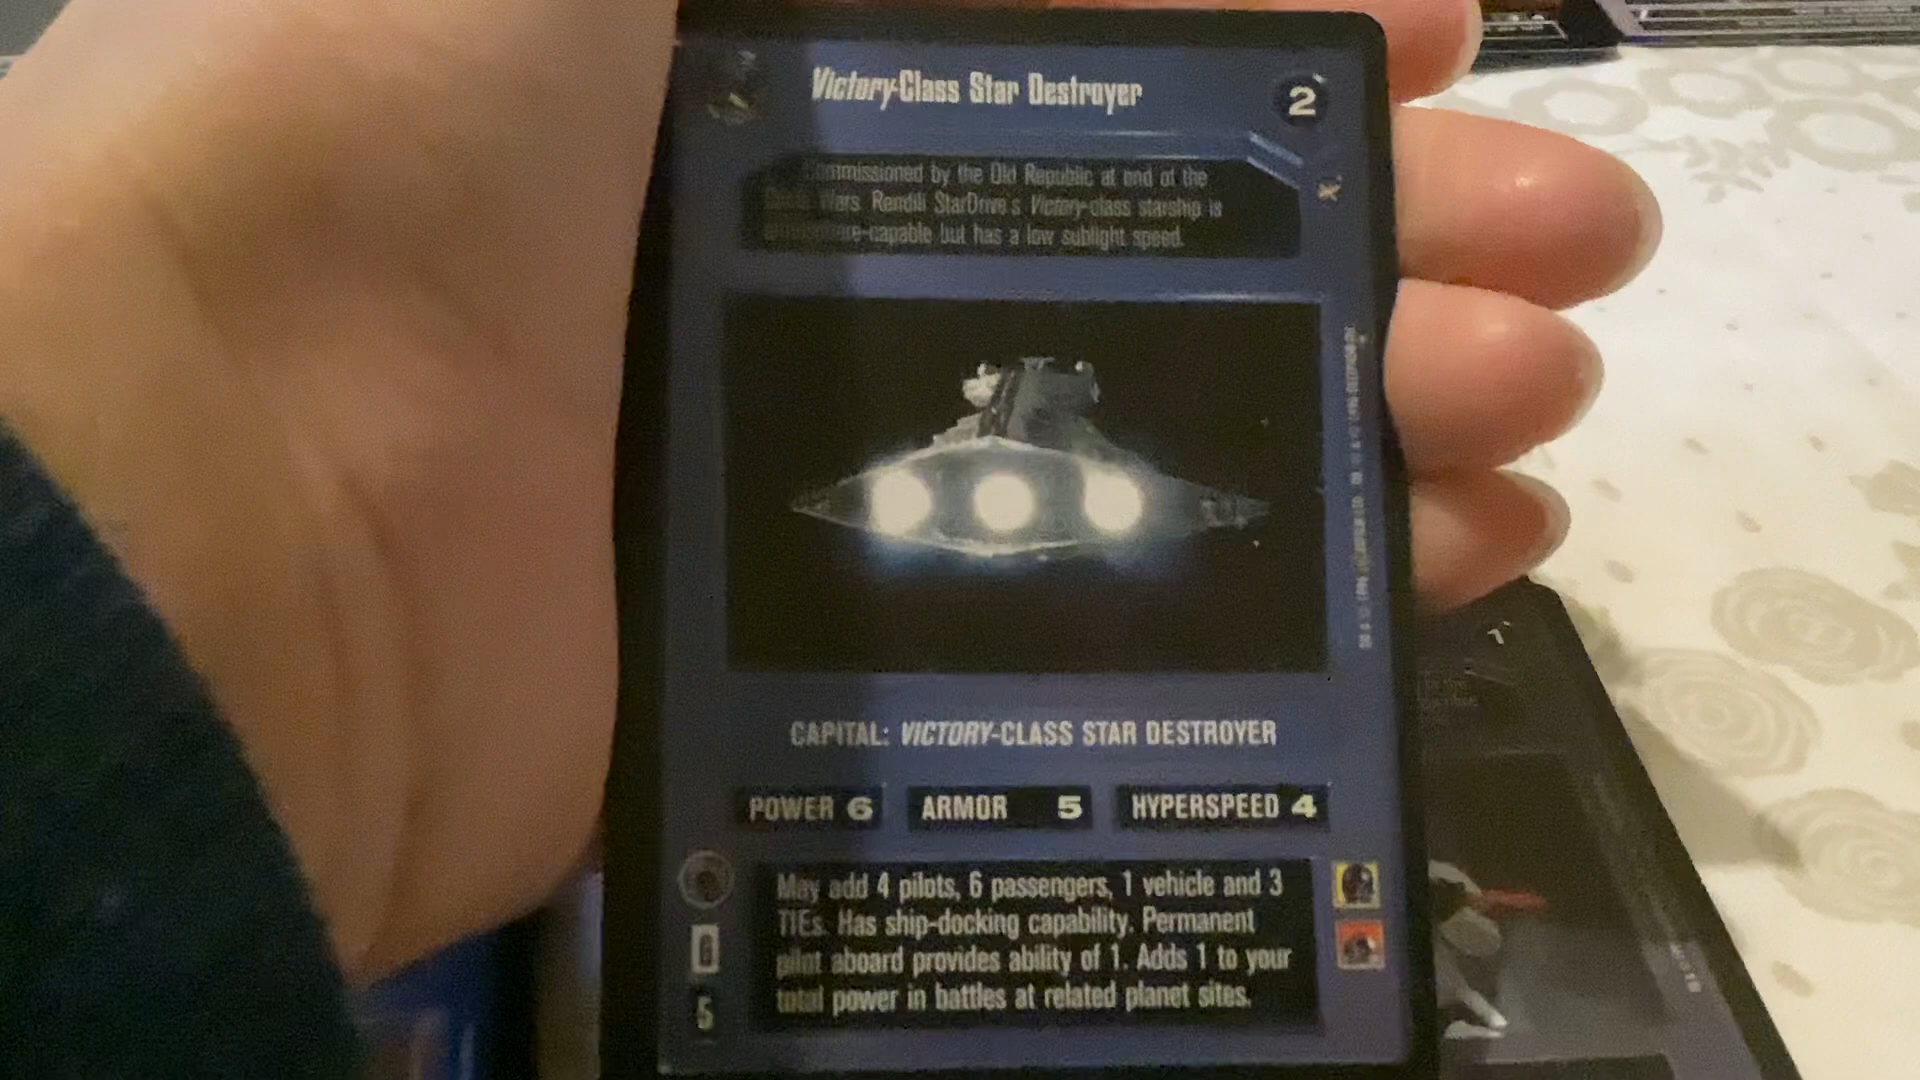 Victory-Class Star Destroyer
2
Commissioned by the Old Republic at end of the
Wars. Rendili StarDrive's Victory-class starship is
-capable but has a low sublight speed.
CAPITAL: VICTORY-CLASS STAR DESTROYER
POWER 6 ARMOR 5 HYPERSPEED 4
May add 4 pilots, 6 passengers, 1 vehicle and 3
TIEs. Has ship-docking capability. Permanent
pilot aboard provides ability of 1. Adds 1 to your
total power in battles at related planet sites.
5